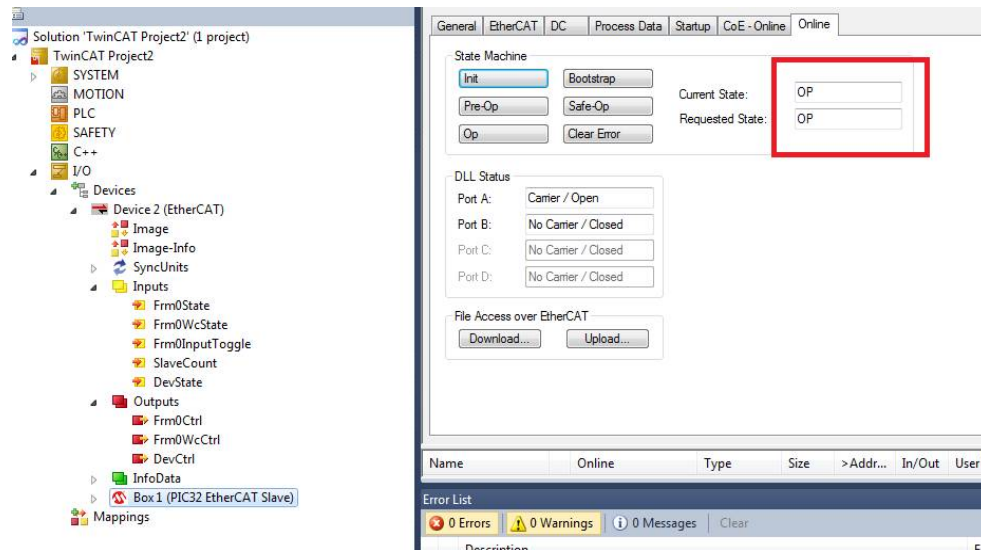 Solution 'TwinCAT Project2' (1 project)
TwinCAT Project2
SYSTEM
MOTION
PLC
SAFETY
C++
I/O
Devices
Device 2 (EtherCAT)
Image
Image-Info
SyncUnits
Inputs
Frm0State
Frm0WcState
Frm0InputToggle
SlaveCount
DevState
Outputs
Frm0Ctrl
Frm0WcCtrl
DevCtrl
InfoData
Box 1 (PIC32 EtherCAT Slave)
Mappings
General EtherCAT DC Process Data Startup CoE - Online Online
State Machine
Init Bootstrap
Pre-Op Safe-Op
Op Clear Error
Current State: OP
Requested State: OP
DLL Status
Port A: Carrier / Open
Port B: No Carrier / Closed
Port C: No Carrier / Closed
Port D: No Carrier / Closed
File Access over EtherCAT
Download... Upload...
Name Online Type Size >Addr... In/Out User
Error List
0 Errors 0 Warnings 0 Messages Clear
Description